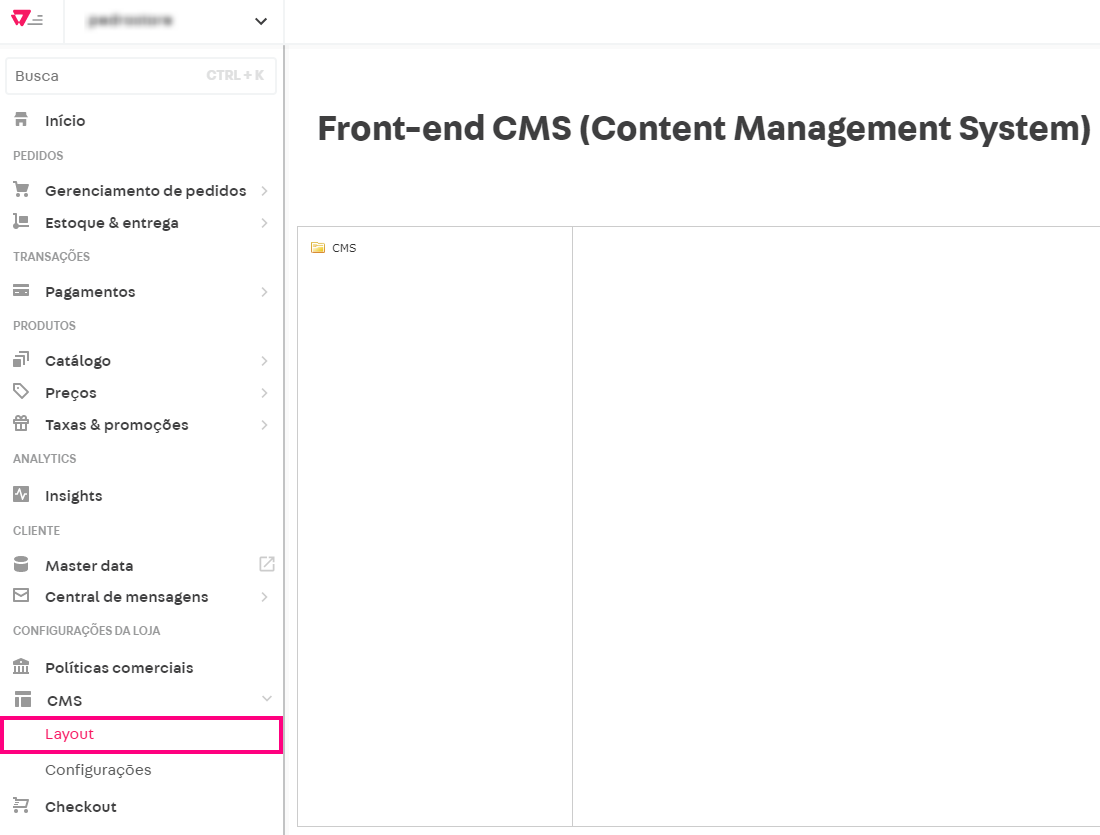 Busca CTRL + K
Início
PEDIDOS
Gerenciamento de pedidos
Estoque & entrega
TRANSAÇÕES
Pagamentos
PRODUTOS
Catálogo
Preços
Taxas & promoções
ANALYTICS
Insights
CLIENTE
Master data
Central de mensagens
CONFIGURAÇÕES DA LOJA
Políticas comerciais
CMS
Layout
Configurações
Checkout
Front-end CMS (Content Management System)
CMS